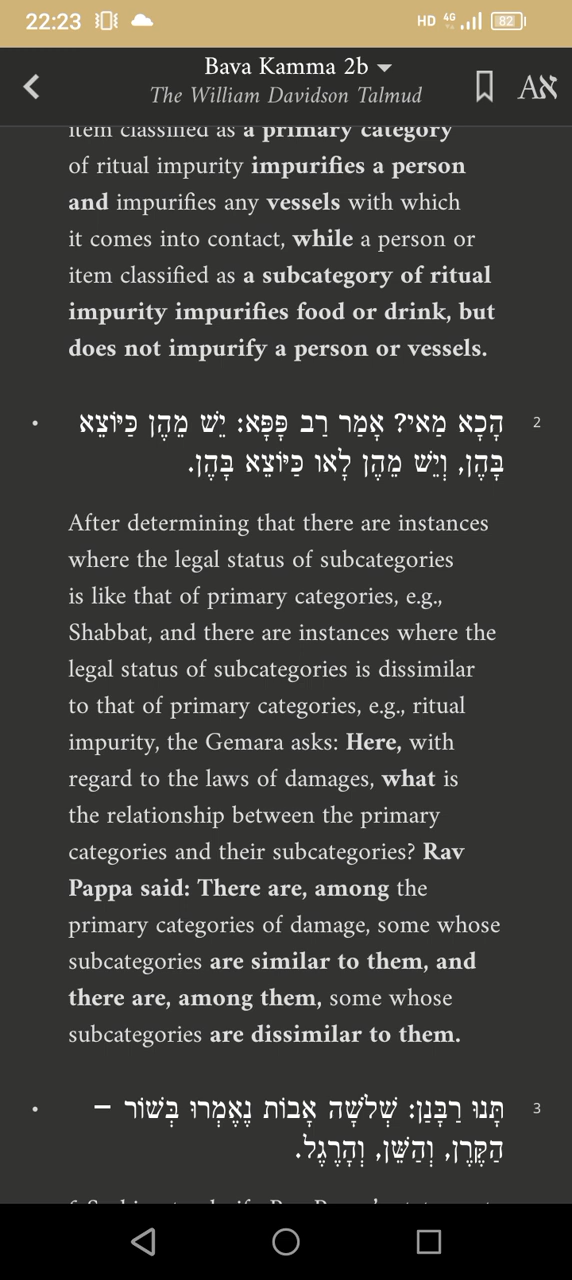 22:23 HD 4G 82
Bava Kamma 2b
The William Davidson Talmud
Aא
item classified as a primary category
of ritual impurity impurifies a person
and impurifies any vessels with which
it comes into contact, while a person or
item classified as a subcategory of ritual
impurity impurifies food or drink, but
does not impurify a person or vessels.
2
הָכָא מַאי? אָמַר רַב פָּפָּא: יֵשׁ מֵהֶן כַּיּוֹצֵא
בָּהֶן, וְיֵשׁ מֵהֶן לָאו כַּיּוֹצֵא בָּהֶן.
After determining that there are instances
where the legal status of subcategories
is like that of primary categories, e.g.,
Shabbat, and there are instances where the
legal status of subcategories is dissimilar
to that of primary categories, e.g., ritual
impurity, the Gemara asks: Here, with
regard to the laws of damages, what is
the relationship between the primary
categories and their subcategories? Rav
Pappa said: There are, among the
primary categories of damage, some whose
subcategories are similar to them, and
there are, among them, some whose
subcategories are dissimilar to them.
3
תָּנוּ רַבָּנַן: שְׁלֹשָׁה אָבוֹת נֶאֶמְרוּ בְּשׁוֹר –
הַקֶּרֶן, וְהַשֵּׁן, וְהָרֶגֶל.